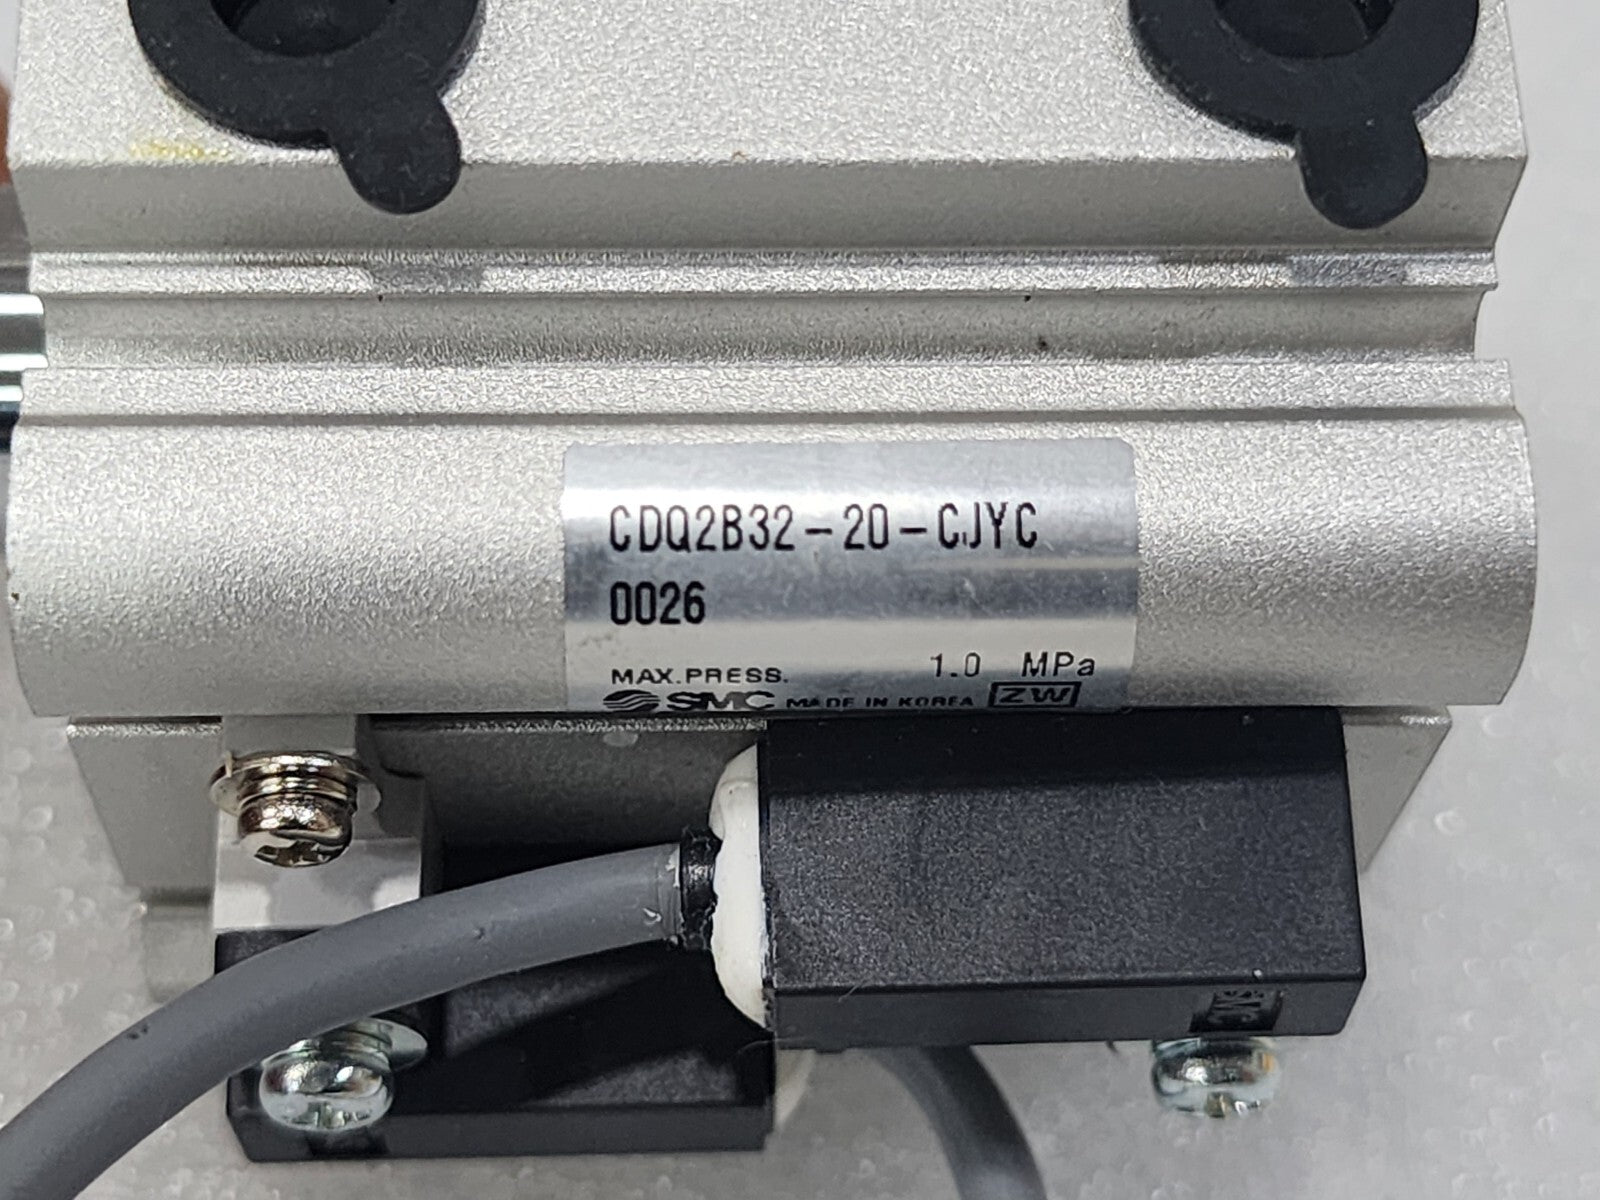 CDQ2B32-20-CJYC
0026
MAX.PRESS. 1.0 MPa
SMC MADE IN KOREA ZW